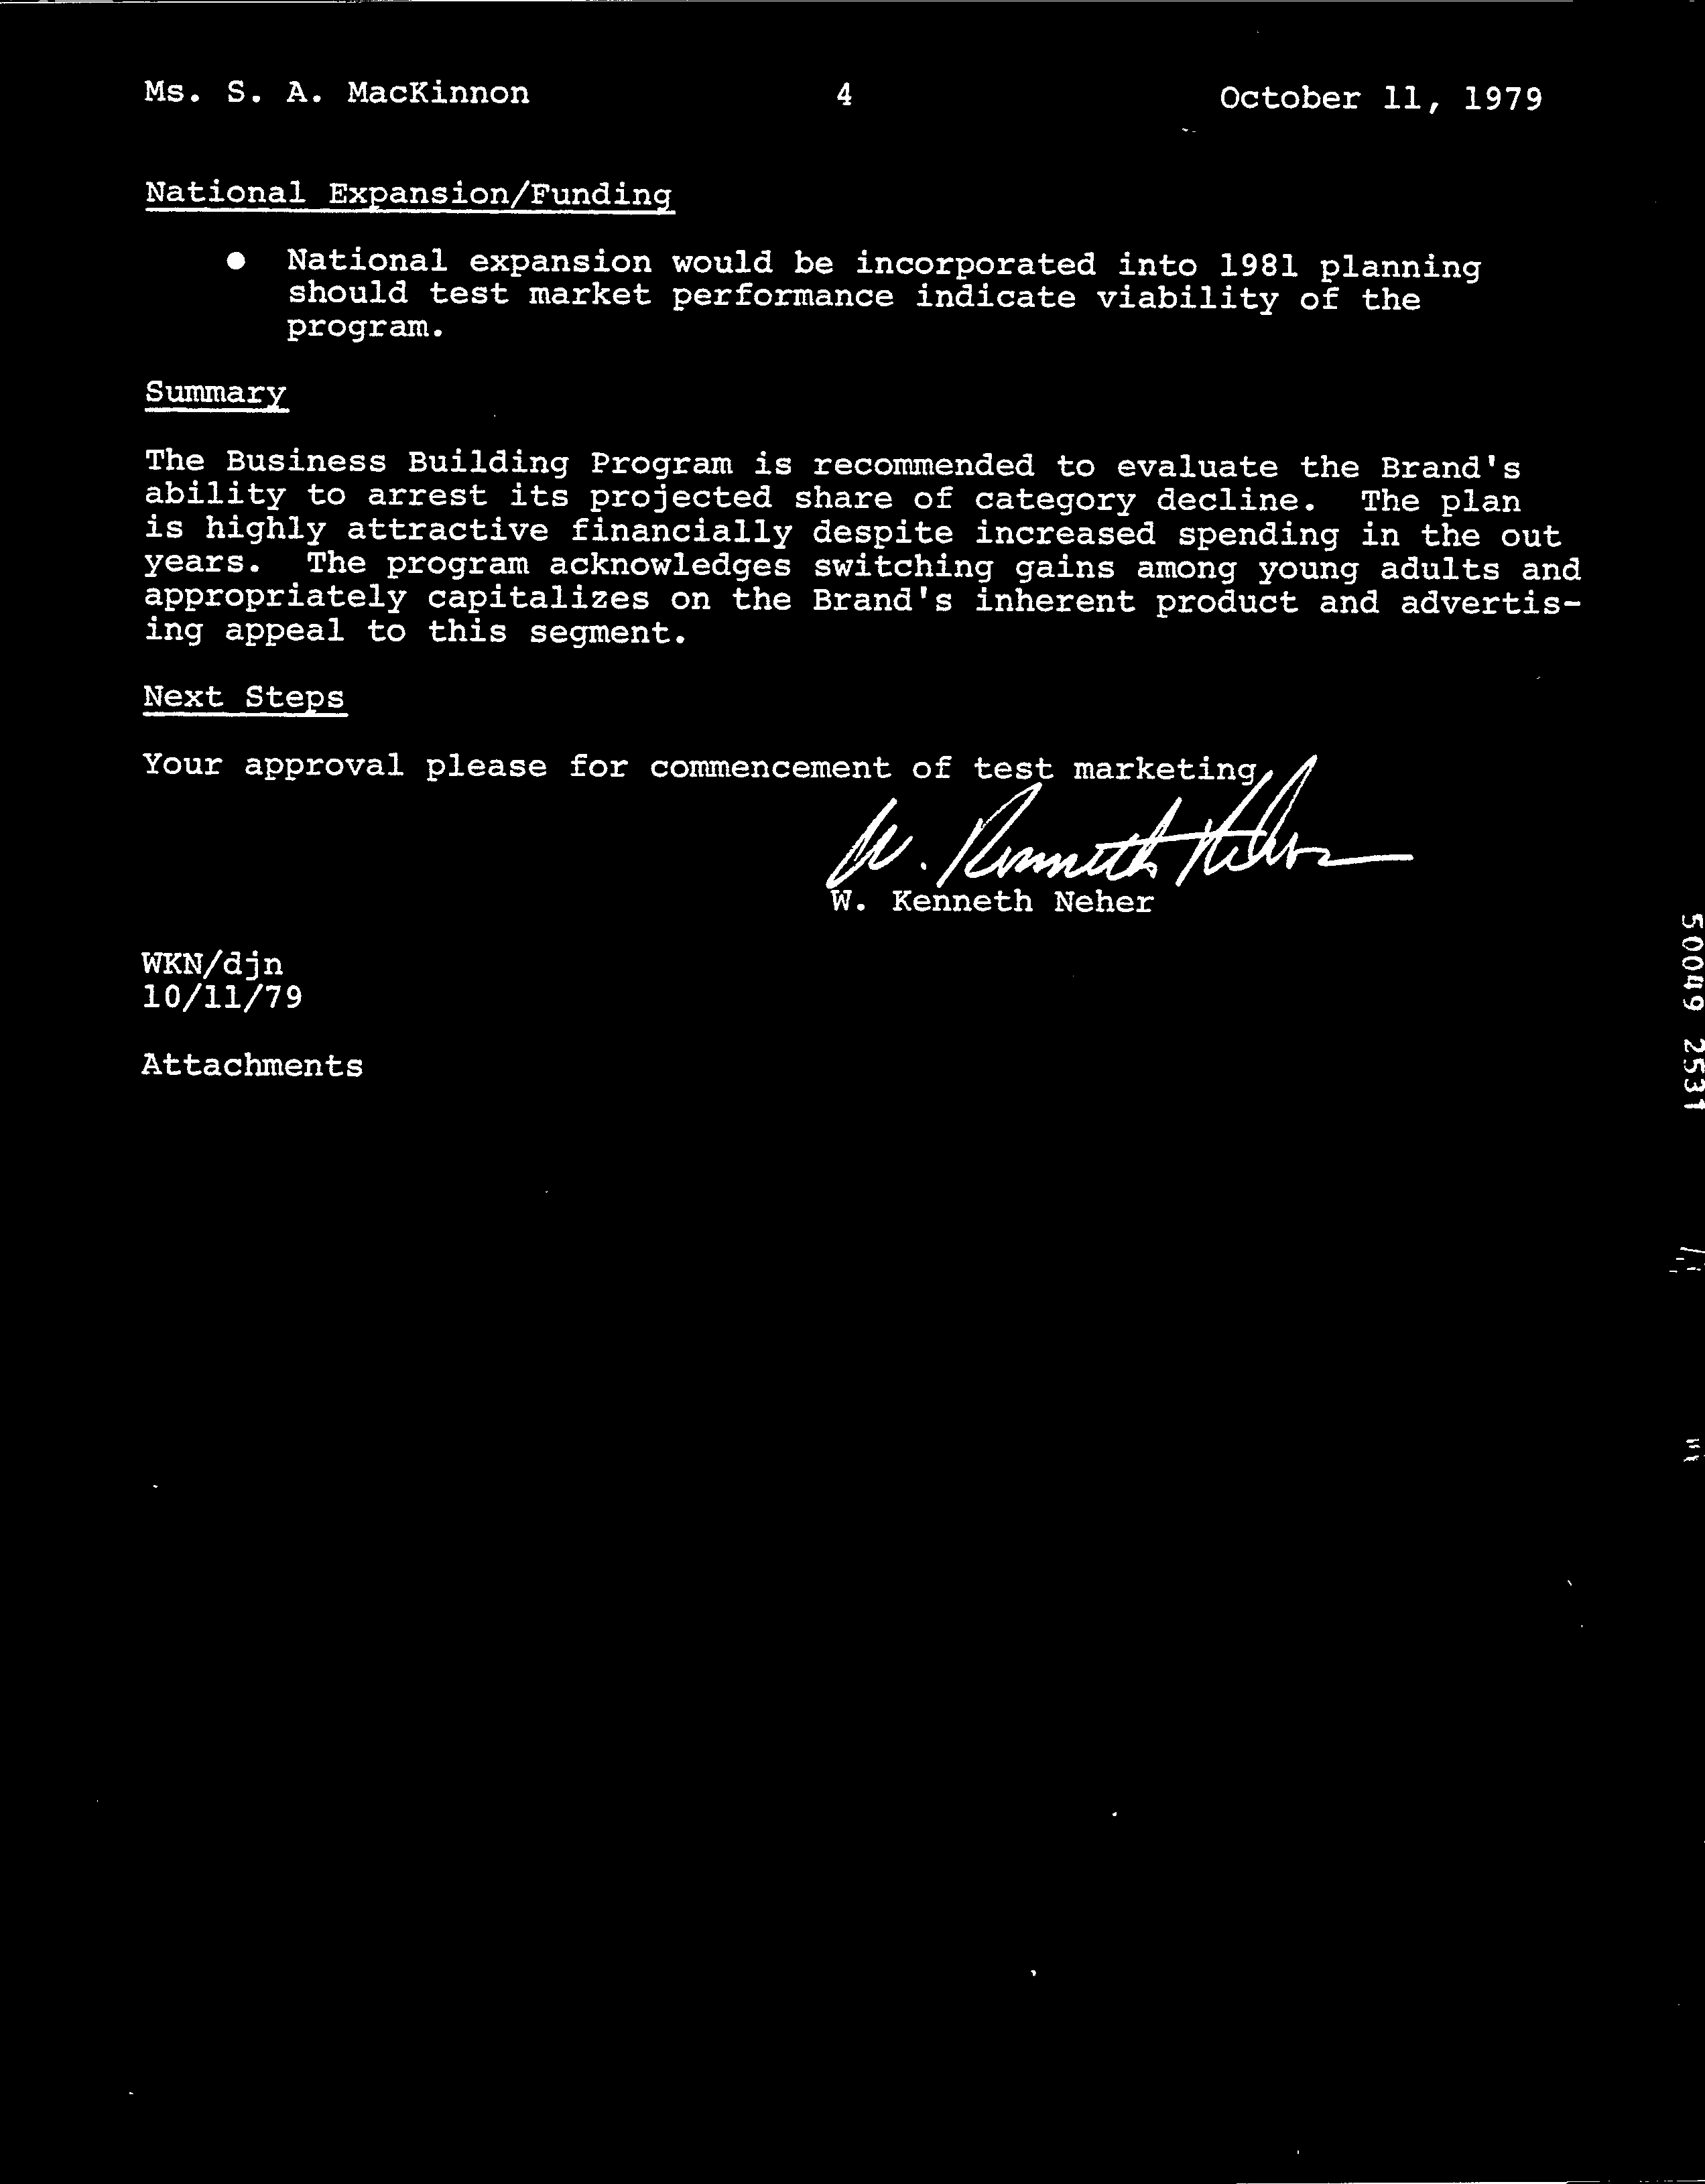 Ms. S. A. MacKinnon 4 October 11, 1979
National Expansion/Funding
● National expansion would be incorporated into 1981 planning
should test market performance indicate viability of the
program.
Summary
The Business Building Program is recommended to evaluate the Brand's
ability to arrest its projected share of category decline. The plan
is highly attractive financially despite increased spending in the out
years. The program acknowledges switching gains among young adults and
appropriately capitalizes on the Brand's inherent product and advertis-
ing appeal to this segment.
Next Steps
Your approval please for commencement of test marketing.
W. Kenneth Neher
W. Kenneth Neher
WKN/djn
10/11/79
Attachments
50049 2531